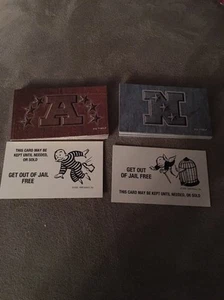 A
N
THIS CARD MAY BE
KEPT UNTIL NEEDED,
OR SOLD
GET OUT OF JAIL
FREE
GET OUT
OF JAIL
FREE
THIS CARD MAY BE KEPT UNTIL NEEDED, OR SOLD